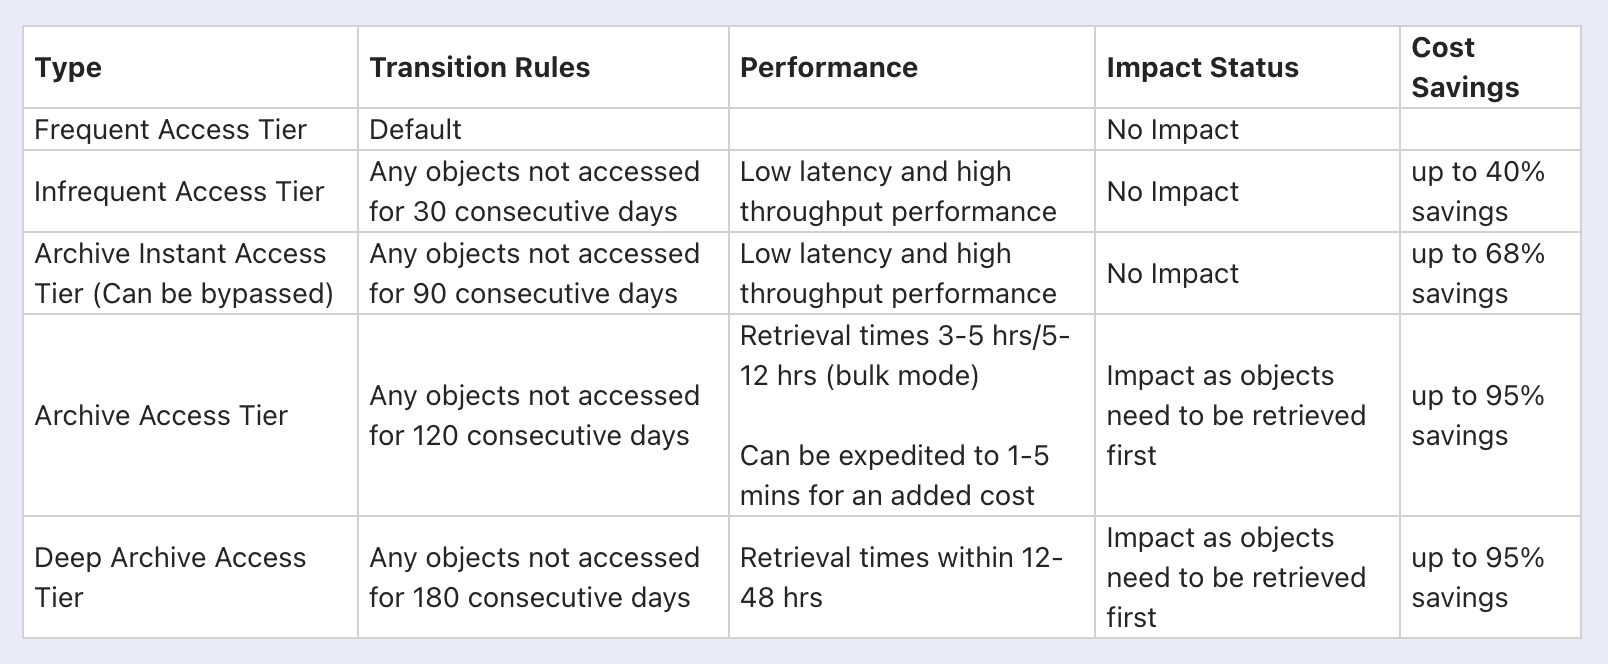 Type
Transition Rules
Performance
Impact Status
Cost
Savings
Frequent Access Tier
Default
No Impact
Infrequent Access Tier
Any objects not accessed
for 30 consecutive days
Low latency and high
throughput performance
No Impact
up to 40%
savings
Archive Instant Access
Tier (Can be bypassed)
Any objects not accessed
for 90 consecutive days
Low latency and high
throughput performance
No Impact
up to 68%
savings
Archive Access Tier
Any objects not accessed
for 120 consecutive days
Retrieval times 3-5 hrs/5-
12 hrs (bulk mode)
Can be expedited to 1-5
mins for an added cost
Impact as objects
need to be retrieved
first
up to 95%
savings
Deep Archive Access
Tier
Any objects not accessed
for 180 consecutive days
Retrieval times within 12-
48 hrs
Impact as objects
need to be retrieved
first
up to 95%
savings